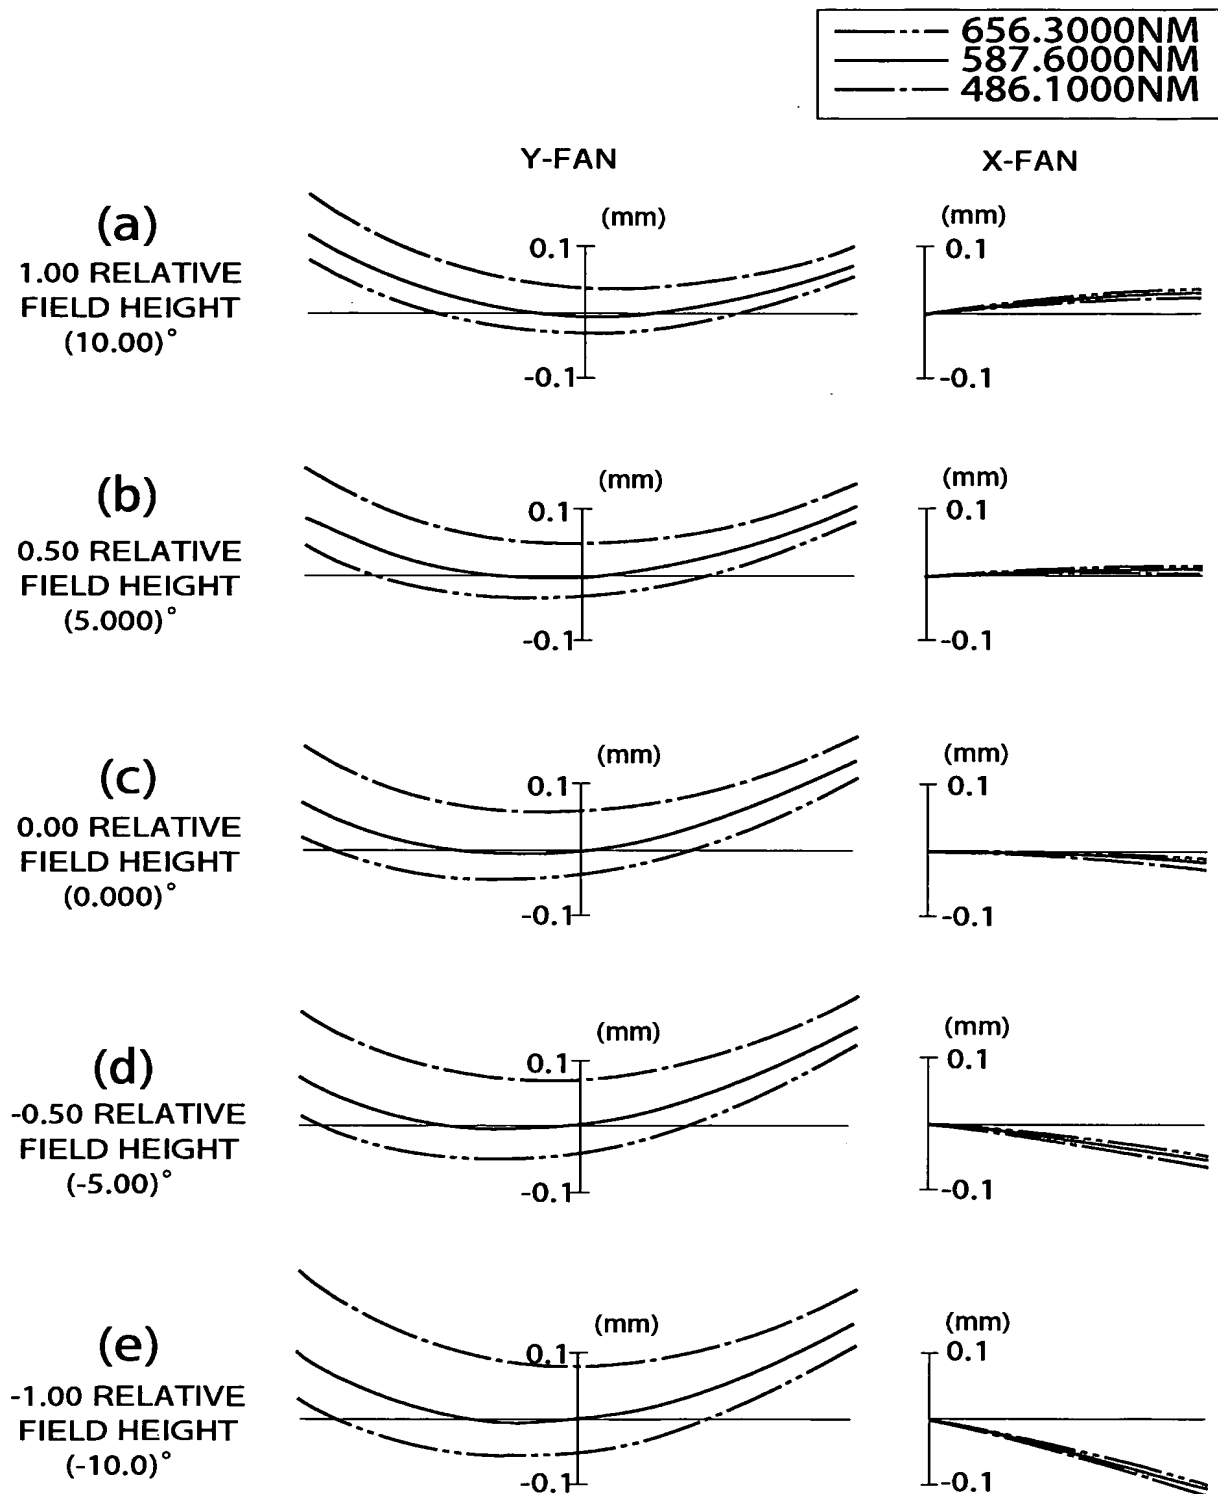 656.3000NM
587.6000NM
486.1000NM
Y-FAN
X-FAN
(a)
1.00 RELATIVE
FIELD HEIGHT
(10.00)°
(mm)
0.1
-0.1
(mm)
0.1
-0.1
(b)
0.50 RELATIVE
FIELD HEIGHT
(5.000)°
(mm)
0.1
-0.1
(mm)
0.1
-0.1
(c)
0.00 RELATIVE
FIELD HEIGHT
(0.000)°
(mm)
0.1
-0.1
(mm)
0.1
-0.1
(d)
-0.50 RELATIVE
FIELD HEIGHT
(-5.00)°
(mm)
0.1
-0.1
(mm)
0.1
-0.1
(e)
-1.00 RELATIVE
FIELD HEIGHT
(-10.0)°
(mm)
0.1
-0.1
(mm)
0.1
-0.1